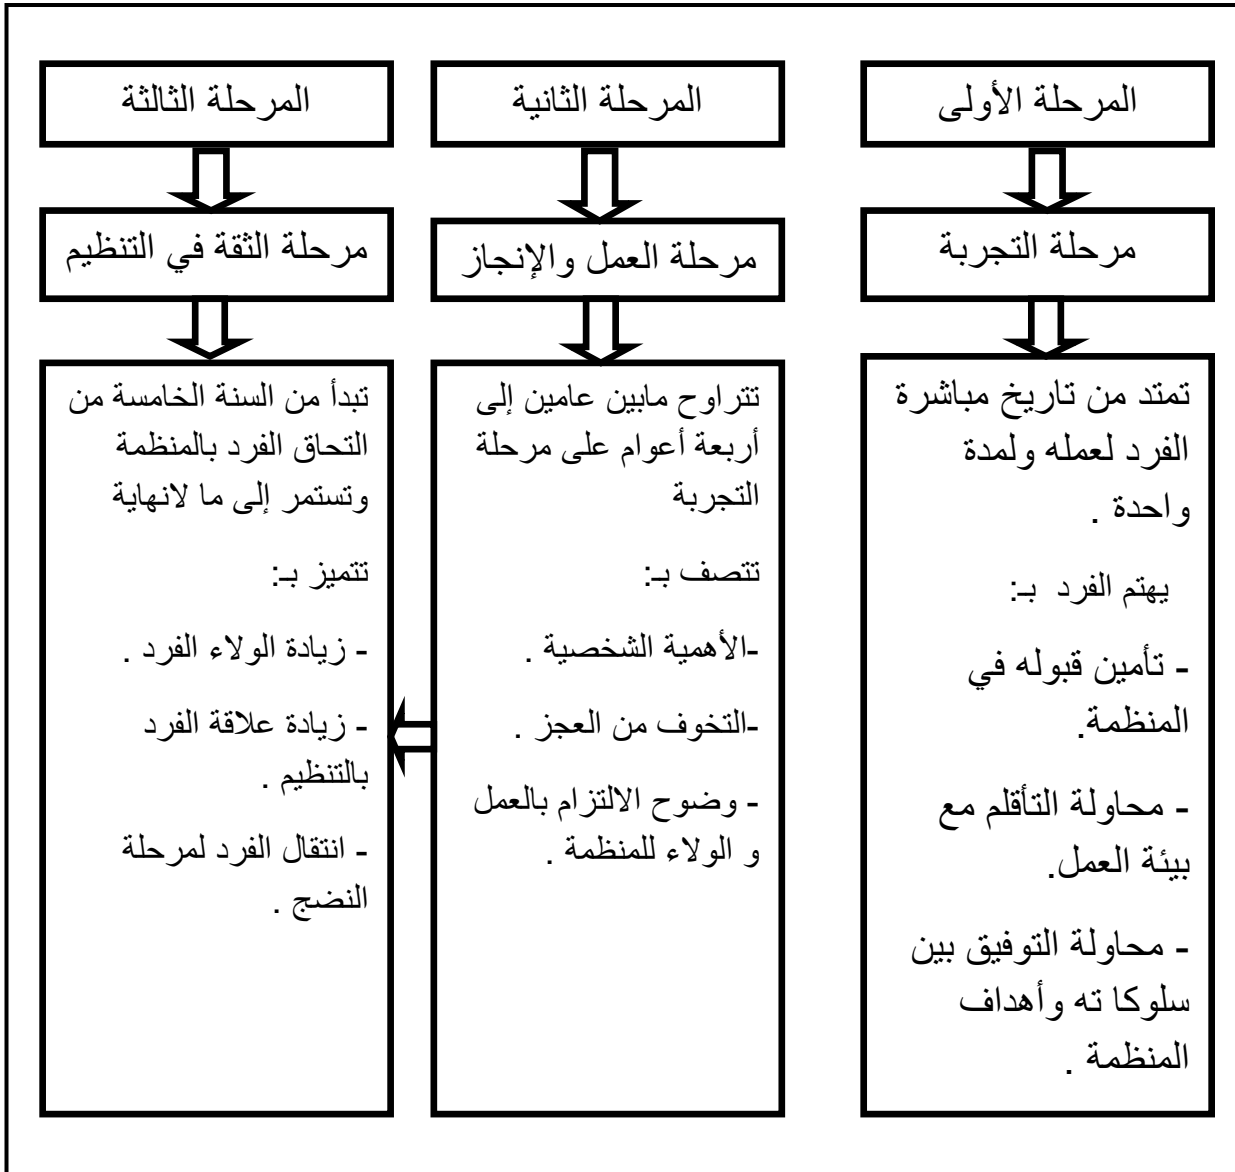 المرحلة الأولى
مرحلة التجربة
تمتد من تاريخ مباشرة
الفرد لعمله ولمدة
واحدة .
يهتم الفرد بـ:
- تأمين قبوله في
المنظمة.
- محاولة التأقلم مع
بيئة العمل.
- محاولة التوفيق بين
سلوكا ته وأهداف
المنظمة .
المرحلة الثانية
مرحلة العمل والإنجاز
تتراوح مابين عامين إلى
أربعة أعوام على مرحلة
التجربة
تتصف بـ:
-الأهمية الشخصية .
-التخوف من العجز .
- وضوح الالتزام بالعمل
و الولاء للمنظمة .
المرحلة الثالثة
مرحلة الثقة في التنظيم
تبدأ من السنة الخامسة من
التحاق الفرد بالمنظمة
وتستمر إلى ما لانهاية
تتميز بـ:
- زيادة الولاء الفرد .
- زيادة علاقة الفرد
بالتنظيم .
- انتقال الفرد لمرحلة
النضج .